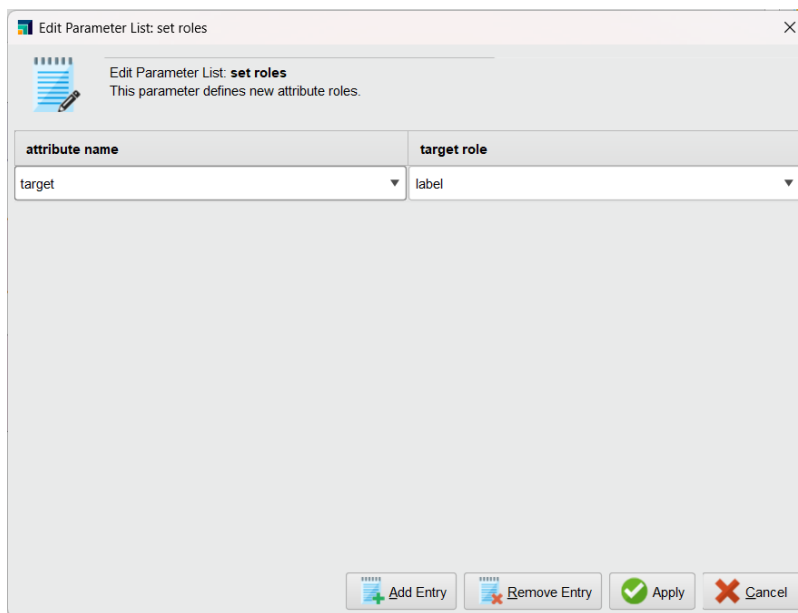 Edit Parameter List: set roles
Edit Parameter List: set roles
This parameter defines new attribute roles.
attribute name target role
target label
Add Entry Remove Entry Apply Cancel